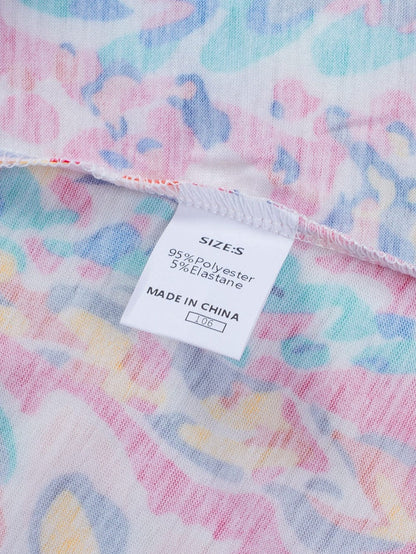 SIZE:S
95%Polyester
5%Elastane
MADE IN CHINA
106